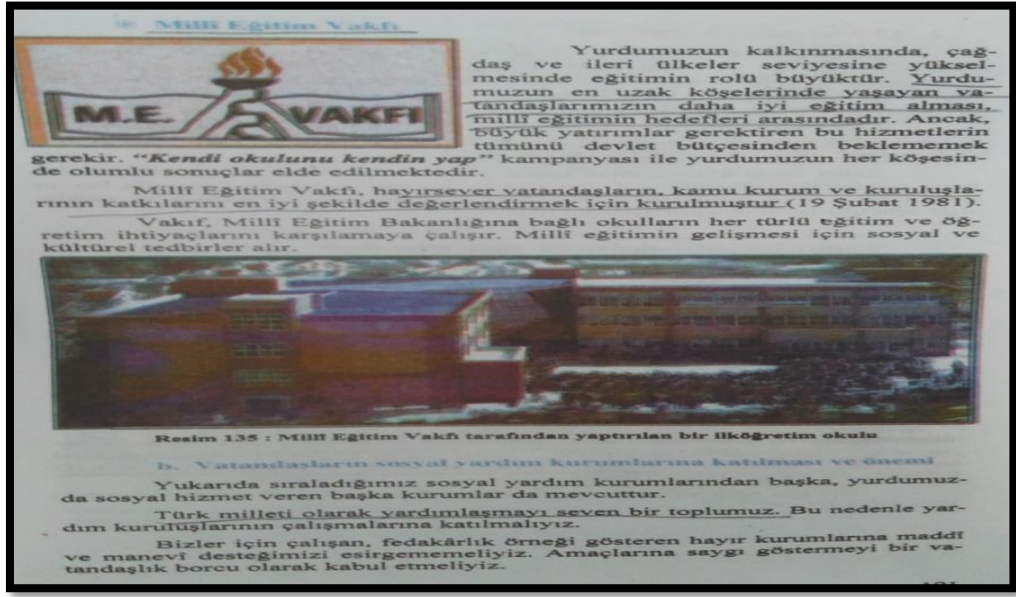 Millî Eğitim Vakfı
M.E. VAKFI
Yurdumuzun kalkınmasında, çağ-
daş ve ileri ülkeler seviyesine yüksel-
mesinde eğitimin rolü büyüktür. Yurdu-
muzun en uzak köşelerinde yaşayan va-
tandaşlarımızın daha iyi eğitim alması,
millî eğitimin hedefleri arasındadır. Ancak,
büyük yatırımlar gerektiren bu hizmetlerin
tümünü devlet bütçesinden beklememek
gerekir. “Kendi okulunu kendin yap” kampanyası ile yurdumuzun her köşesin-
de olumlu sonuçlar elde edilmektedir.
Millî Eğitim Vakfı, hayırsever vatandaşların, kamu kurum ve kuruluşla-
rının katkılarını en iyi şekilde değerlendirmek için kurulmuştur (19 Şubat 1981).
Vakıf, Millî Eğitim Bakanlığına bağlı okulların her türlü eğitim ve öğ-
retim ihtiyaçlarını karşılamaya çalışır. Millî eğitimin gelişmesi için sosyal ve
kültürel tedbirler alır.
Resim 135 : Millî Eğitim Vakfı tarafından yaptırılan bir ilköğretim okulu
b. Vatandaşların sosyal yardım kurumlarına katılması ve önemi
Yukarıda sıraladığımız sosyal yardım kurumlarından başka, yurdumuz-
da sosyal hizmet veren başka kurumlar da mevcuttur.
Türk milleti olarak yardımlaşmayı seven bir toplumuz. Bu nedenle yar-
dım kuruluşlarının çalışmalarına katılmalıyız.
Bizler için çalışan, fedakârlık örneği gösteren hayır kurumlarına maddî
ve manevî desteğimizi esirgememeliyiz. Amaçlarına saygı göstermeyi bir va-
tandaşlık borcu olarak kabul etmeliyiz.